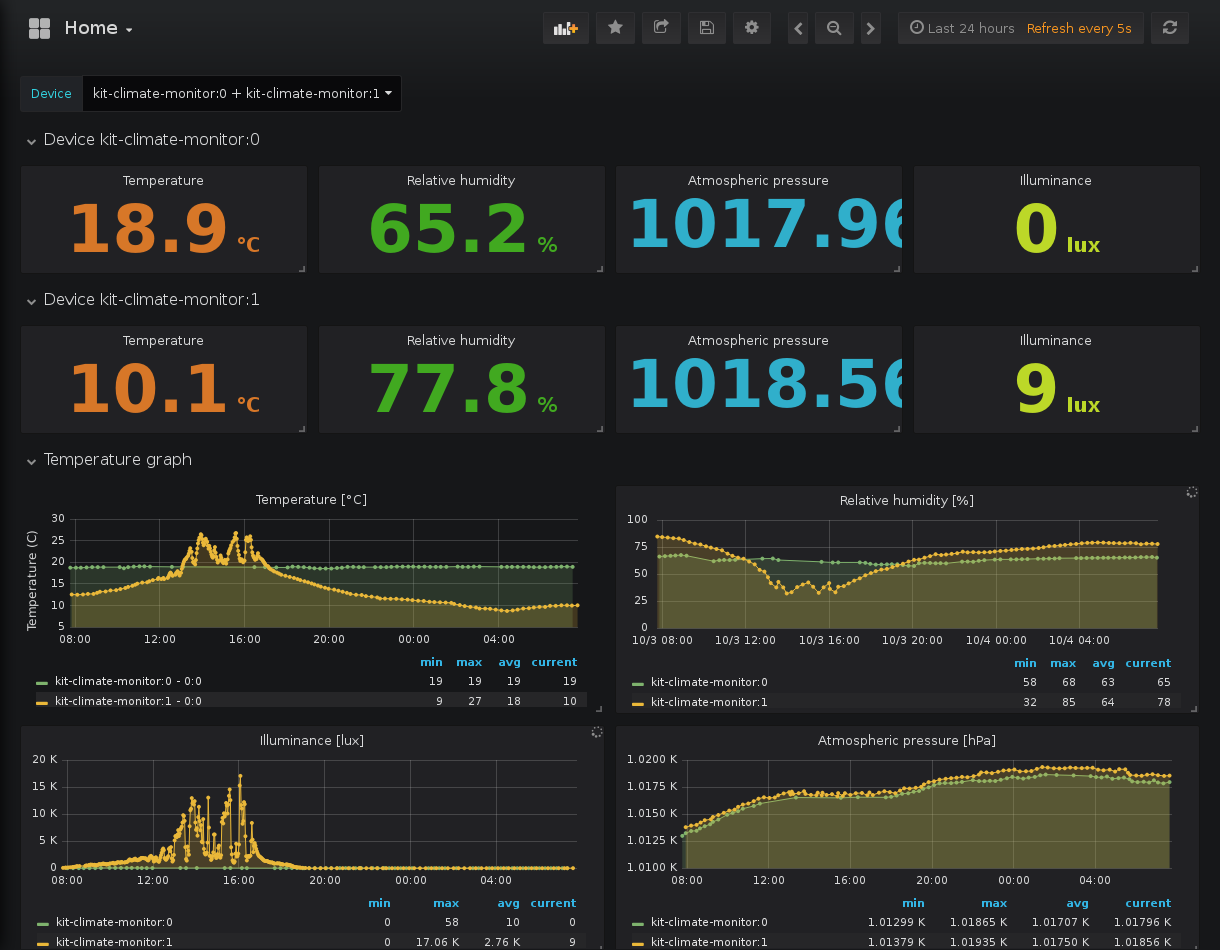 Home
Last 24 hours Refresh every 5s
Device kit-climate-monitor:0 + kit-climate-monitor:1
Device kit-climate-monitor:0
Temperature Relative humidity Atmospheric pressure Illuminance
18.9 °C 65.2 % 1017.96 0 lux
Device kit-climate-monitor:1
Temperature Relative humidity Atmospheric pressure Illuminance
10.1 °C 77.8 % 1018.56 9 lux
Temperature graph
Temperature [°C]
Temperature (C)
30
25
20
15
10
5
08:00 12:00 16:00 20:00 00:00 04:00
min max avg current
kit-climate-monitor:0 - 0:0 19 19 19 19
kit-climate-monitor:1 - 0:0 9 27 18 10
Relative humidity [%]
100
75
50
25
0
10/3 08:00 10/3 12:00 10/3 16:00 10/3 20:00 10/4 00:00 10/4 04:00
min max avg current
kit-climate-monitor:0 58 68 63 65
kit-climate-monitor:1 32 85 64 78
Illuminance [lux]
20 K
15 K
10 K
5 K
0
08:00 12:00 16:00 20:00 00:00 04:00
min max avg current
kit-climate-monitor:0 0 58 10 0
kit-climate-monitor:1 0 17.06 K 2.76 K 9
Atmospheric pressure [hPa]
1.0200 K
1.0175 K
1.0150 K
1.0125 K
1.0100 K
08:00 12:00 16:00 20:00 00:00 04:00
min max avg current
kit-climate-monitor:0 1.01299 K 1.01865 K 1.01707 K 1.01796 K
kit-climate-monitor:1 1.01379 K 1.01935 K 1.01750 K 1.01856 K